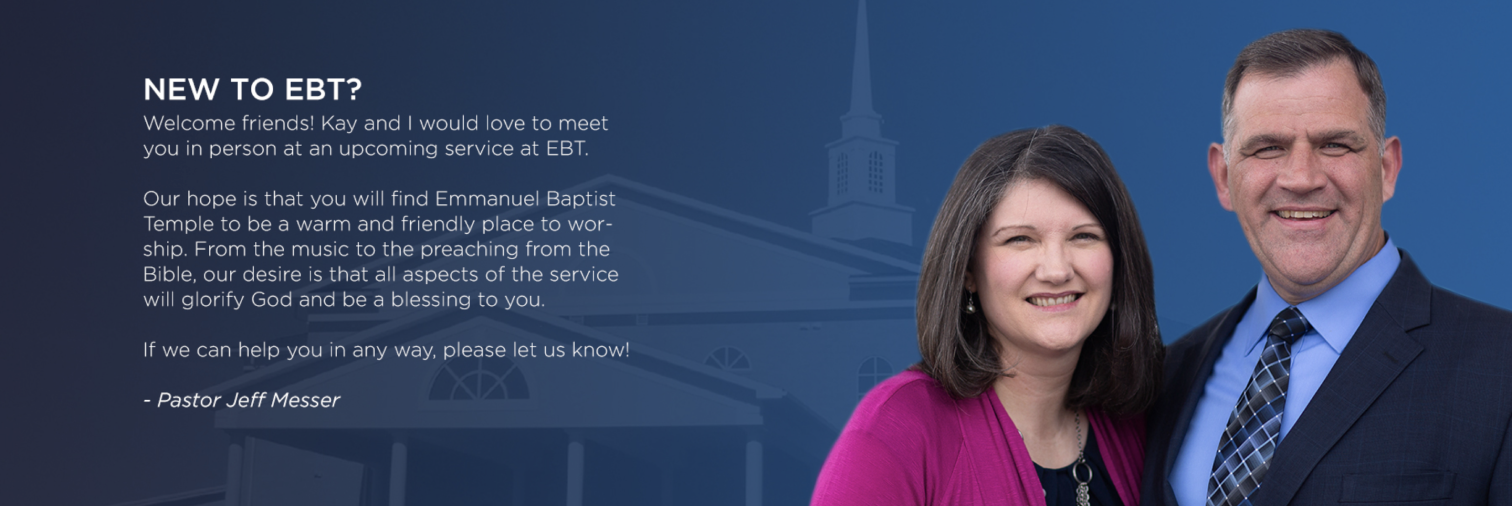 NEW TO EBT?
Welcome friends! Kay and I would love to meet
you in person at an upcoming service at EBT.
Our hope is that you will find Emmanuel Baptist
Temple to be a warm and friendly place to wor-
ship. From the music to the preaching from the
Bible, our desire is that all aspects of the service
will glorify God and be a blessing to you.
If we can help you in any way, please let us know!
- Pastor Jeff Messer